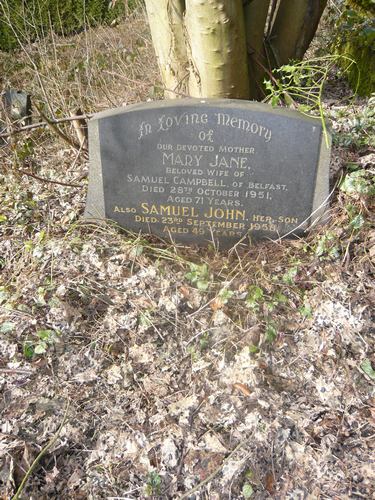 In Loving Memory
of
OUR DEVOTED MOTHER
MARY JANE,
BELOVED WIFE OF
SAMUEL CAMPBELL, OF BELFAST,
DIED 28TH OCTOBER 1951,
AGED 71 YEARS.
ALSO SAMUEL JOHN, HER SON
DIED 23RD SEPTEMBER 1958,
AGED 49 YEARS